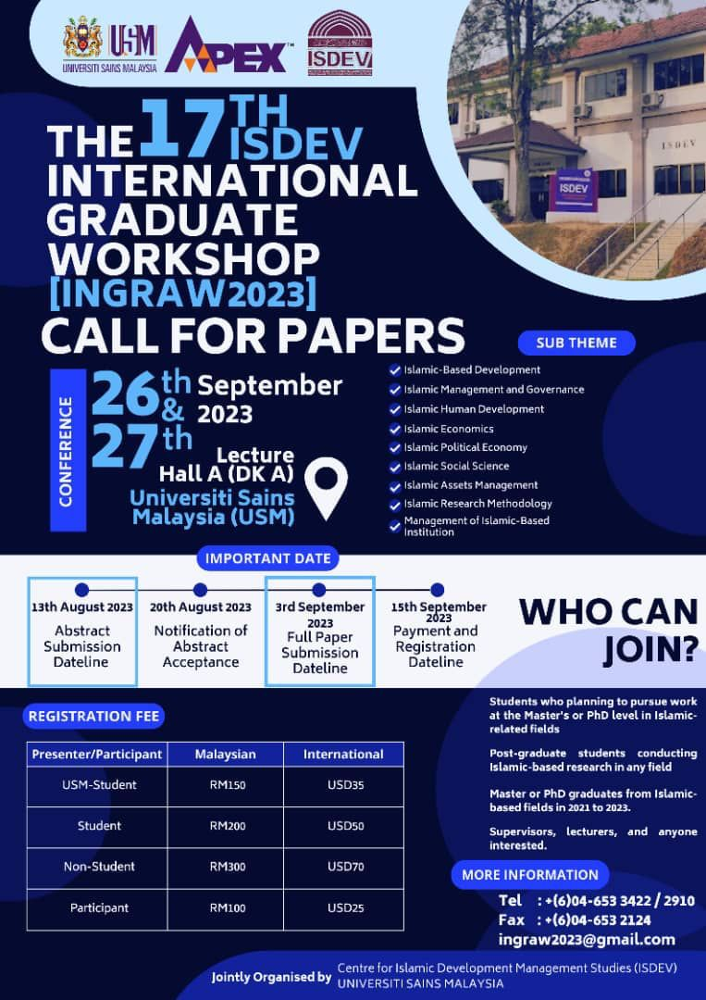 USM
UNIVERSITI SAINS MALAYSIA
APEX™
ISDEV
ISDEV
ISDEV
THE 17TH
ISDEV
INTERNATIONAL
GRADUATE
WORKSHOP
[INGRAW2023]
CALL FOR PAPERS
CONFERENCE
26th September
& 2023
27th
Lecture
Hall A (DK A)
Universiti Sains
Malaysia (USM)
SUB THEME
Islamic-Based Development
Islamic Management and Governance
Islamic Human Development
Islamic Economics
Islamic Political Economy
Islamic Social Science
Islamic Assets Management
Islamic Research Methodology
Management of Islamic-Based
Institution
IMPORTANT DATE
13th August 2023
Abstract
Submission
Dateline
20th August 2023
Notification of
Abstract
Acceptance
3rd September
2023
Full Paper
Submission
Dateline
15th September
2023
Payment and
Registration
Dateline
WHO CAN
JOIN?
Students who planning to pursue work
at the Master's or PhD level in Islamic-
related fields
Post-graduate students conducting
Islamic-based research in any field
Master or PhD graduates from Islamic-
based fields in 2021 to 2023.
Supervisors, lecturers, and anyone
interested.
REGISTRATION FEE
Presenter/Participant Malaysian International
USM-Student RM150 USD35
Student RM200 USD50
Non-Student RM300 USD70
Participant RM100 USD25
MORE INFORMATION
Tel : +(6)04-653 3422 / 2910
Fax : +(6)04-653 2124
ingraw2023@gmail.com
Jointly Organised by Centre for Islamic Development Management Studies (ISDEV)
UNIVERSITI SAINS MALAYSIA